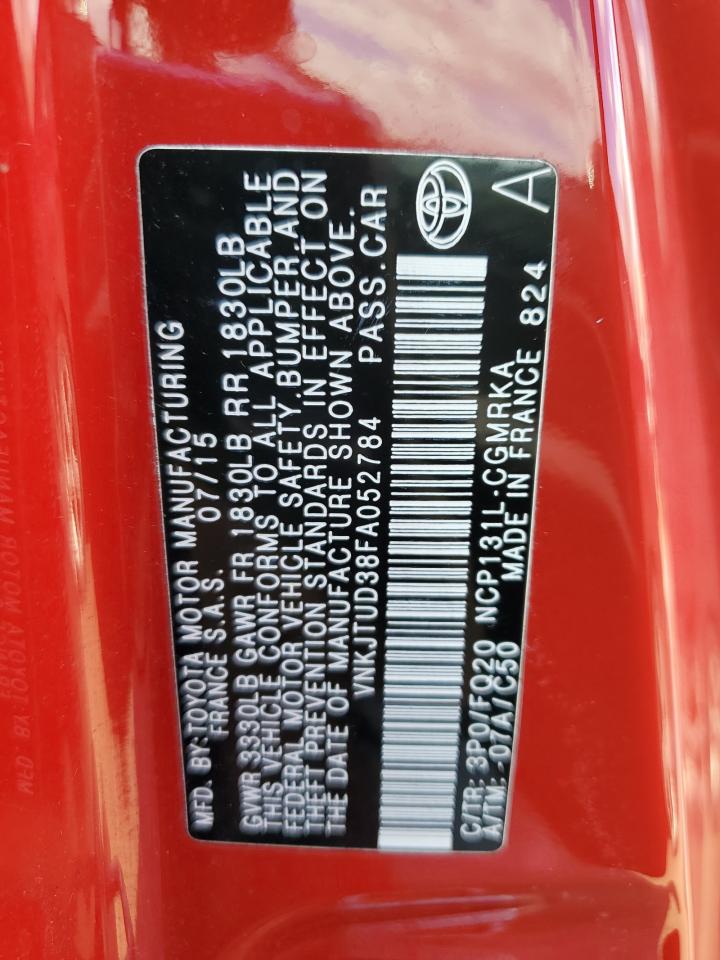 MFD. BY:TOYOTA MOTOR MANUFACTURING
FRANCE S.A.S. 07/15
GVWR 3330LB GAWR FR 1830LB RR 1830LB
THIS VEHICLE CONFORMS TO ALL APPLICABLE
FEDERAL MOTOR VEHICLE SAFETY,BUMPER,AND
THEFT PREVENTION STANDARDS IN EFFECT ON
THE DATE OF MANUFACTURE SHOWN ABOVE.
VNKJTUD38FA052784 PASS.CAR
C/TR: 3P0/FQ20 NCP131L-CGMRKA
A/TM: -07A/C50 MADE IN FRANCE 824
A